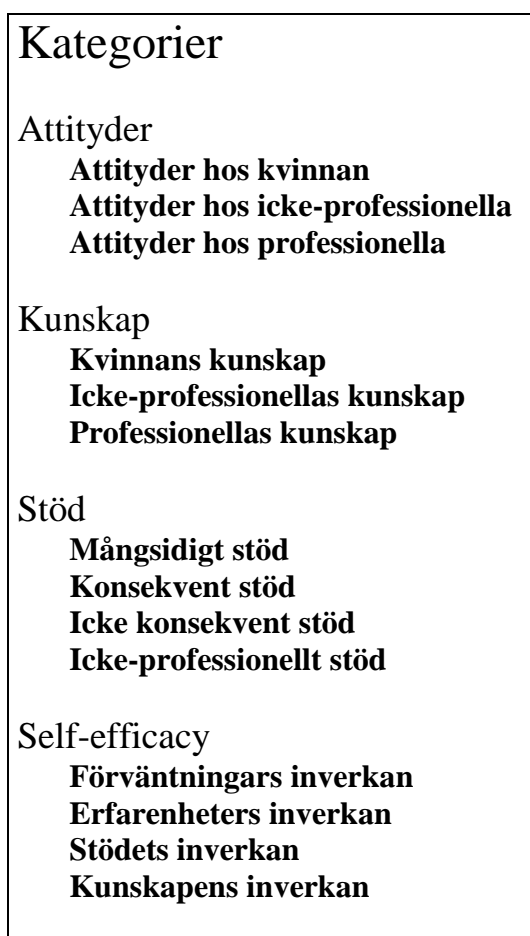 Kategorier
Attityder
Attityder hos kvinnan
Attityder hos icke-professionella
Attityder hos professionella
Kunskap
Kvinnans kunskap
Icke-professionellas kunskap
Professionellas kunskap
Stöd
Mångsidigt stöd
Konsekvent stöd
Icke konsekvent stöd
Icke-professionellt stöd
Self-efficacy
Förväntningars inverkan
Erfarenheters inverkan
Stödets inverkan
Kunskapens inverkan